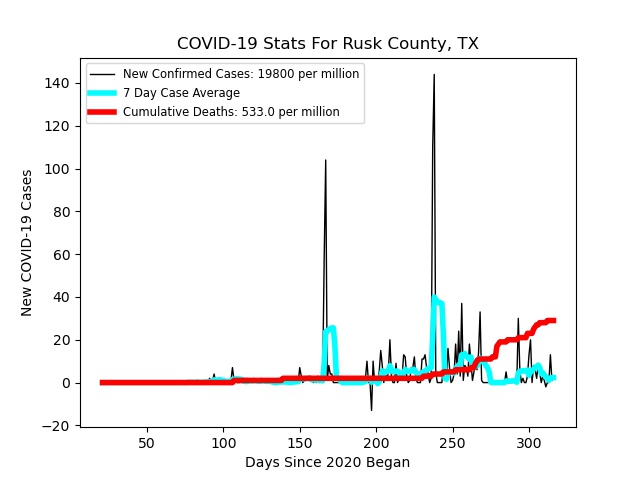 COVID-19 Stats For Rusk County, TX
New Confirmed Cases: 19800 per million
7 Day Case Average
Cumulative Deaths: 533.0 per million
140
120
100
80
60
40
20
0
−20
New COVID-19 Cases
50 100 150 200 250 300
Days Since 2020 Began